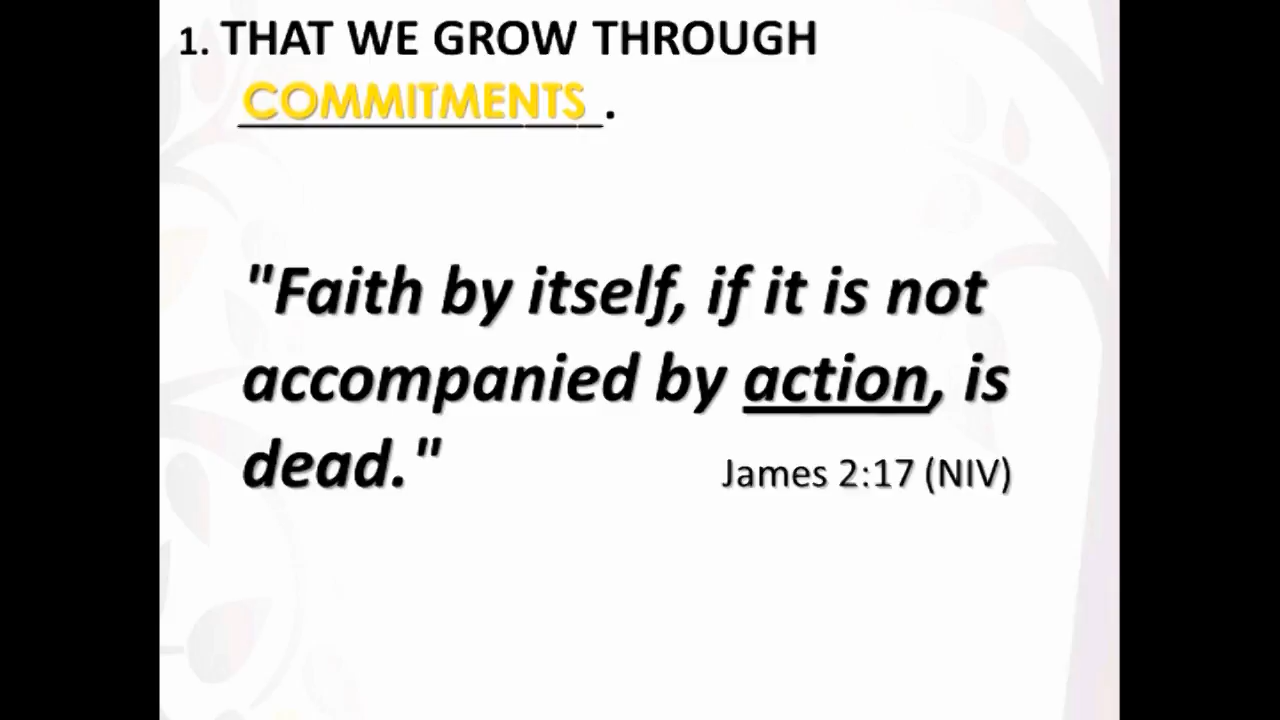 1. THAT WE GROW THROUGH
COMMITMENTS.
"Faith by itself, if it is not
accompanied by action, is
dead." James 2:17 (NIV)